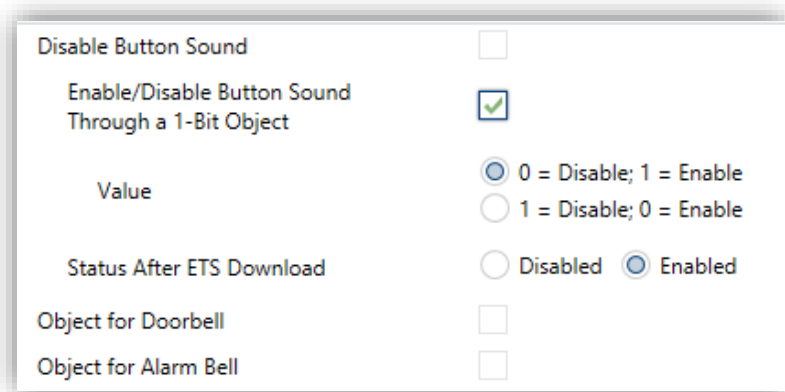 Disable Button Sound
Enable/Disable Button Sound
Through a 1-Bit Object
Value
0 = Disable; 1 = Enable
1 = Disable; 0 = Enable
Status After ETS Download
Disabled Enabled
Object for Doorbell
Object for Alarm Bell